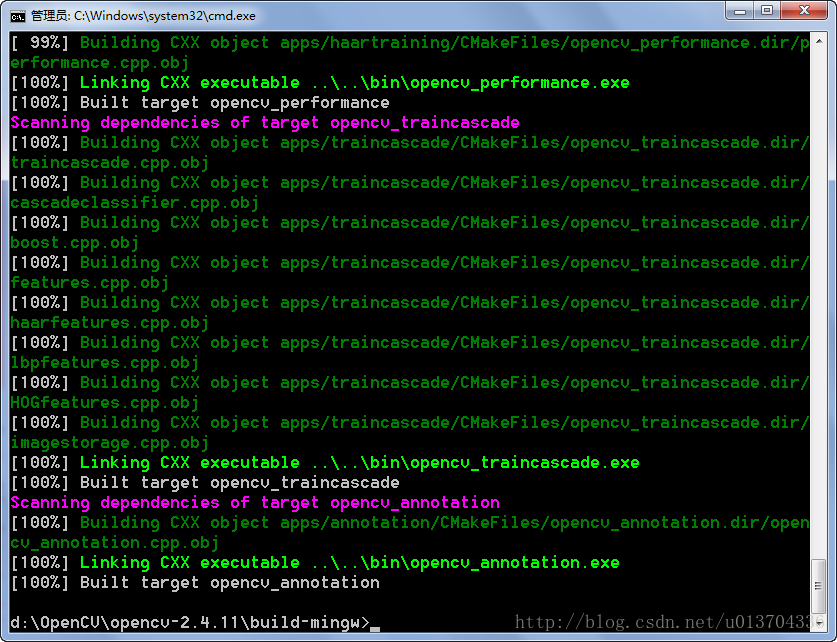 管理员: C:\Windows\system32\cmd.exe
[ 99%] Building CXX object apps/haartraining/CMakeFiles/opencv_performance.dir/p
erformance.cpp.obj
[100%] Linking CXX executable ..\..\bin\opencv_performance.exe
[100%] Built target opencv_performance
Scanning dependencies of target opencv_traincascade
[100%] Building CXX object apps/traincascade/CMakeFiles/opencv_traincascade.dir/
traincascade.cpp.obj
[100%] Building CXX object apps/traincascade/CMakeFiles/opencv_traincascade.dir/
cascadeclassifier.cpp.obj
[100%] Building CXX object apps/traincascade/CMakeFiles/opencv_traincascade.dir/
boost.cpp.obj
[100%] Building CXX object apps/traincascade/CMakeFiles/opencv_traincascade.dir/
features.cpp.obj
[100%] Building CXX object apps/traincascade/CMakeFiles/opencv_traincascade.dir/
haarfeatures.cpp.obj
[100%] Building CXX object apps/traincascade/CMakeFiles/opencv_traincascade.dir/
lbpfeatures.cpp.obj
[100%] Building CXX object apps/traincascade/CMakeFiles/opencv_traincascade.dir/
HOGfeatures.cpp.obj
[100%] Building CXX object apps/traincascade/CMakeFiles/opencv_traincascade.dir/
imagestorage.cpp.obj
[100%] Linking CXX executable ..\..\bin\opencv_traincascade.exe
[100%] Built target opencv_traincascade
Scanning dependencies of target opencv_annotation
[100%] Building CXX object apps/annotation/CMakeFiles/opencv_annotation.dir/open
cv_annotation.cpp.obj
[100%] Linking CXX executable ..\..\bin\opencv_annotation.exe
[100%] Built target opencv_annotation
d:\OpenCV\opencv-2.4.11\build-mingw>_